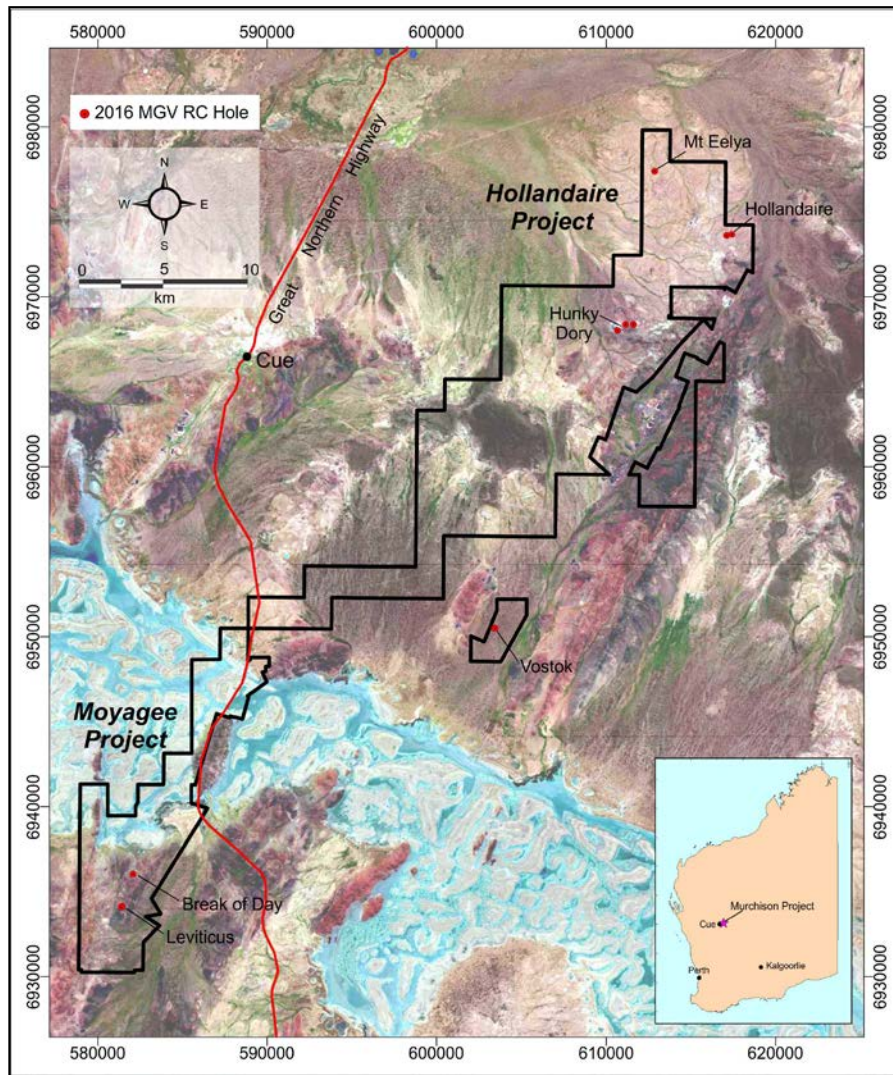 580000
590000
600000
610000
620000
6980000
6970000
6960000
6950000
6940000
6930000
2016 MGV RC Hole
N
W
E
S
0
5
10
km
Great Northern Highway
Cue
Hollandaire
Project
Mt Eelya
Hollandaire
Hunky
Dory
Vostok
Moyagee
Project
Break of Day
Leviticus
Murchison Project
Cue
Perth
Kalgoorlie
6980000
6970000
6960000
6950000
6940000
6930000
580000
590000
600000
610000
620000